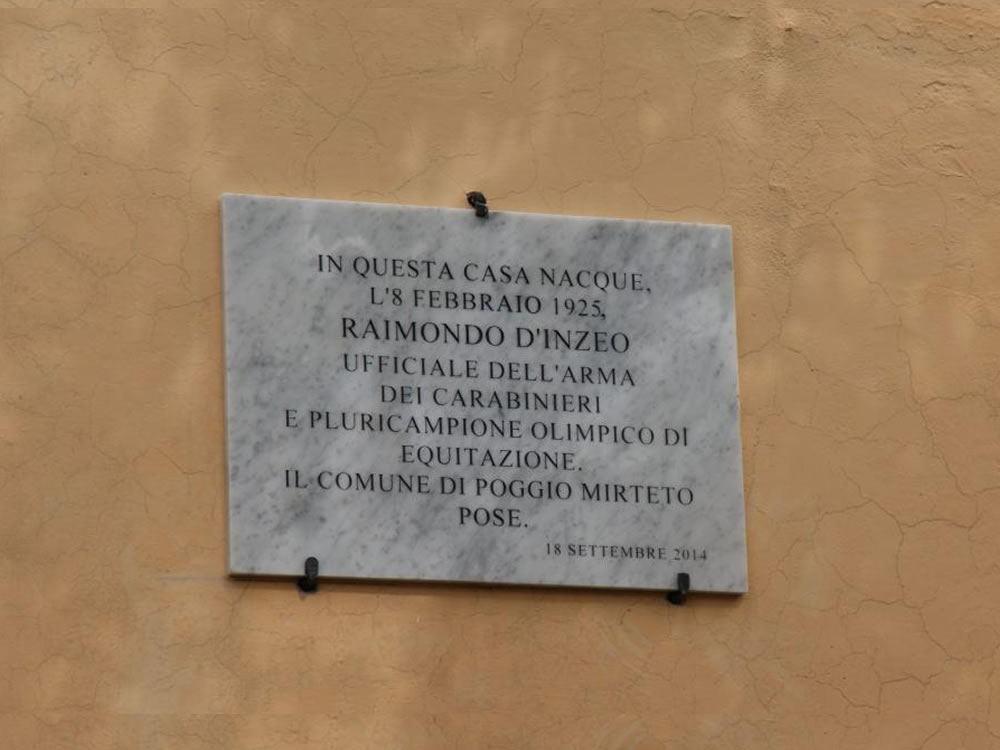 IN QUESTA CASA NACQUE,
L'8 FEBBRAIO 1925,
RAIMONDO D'INZEO
UFFICIALE DELL'ARMA
DEI CARABINIERI
E PLURICAMPIONE OLIMPICO DI
EQUITAZIONE.
IL COMUNE DI POGGIO MIRTETO
POSE.
18 SETTEMBRE 2014